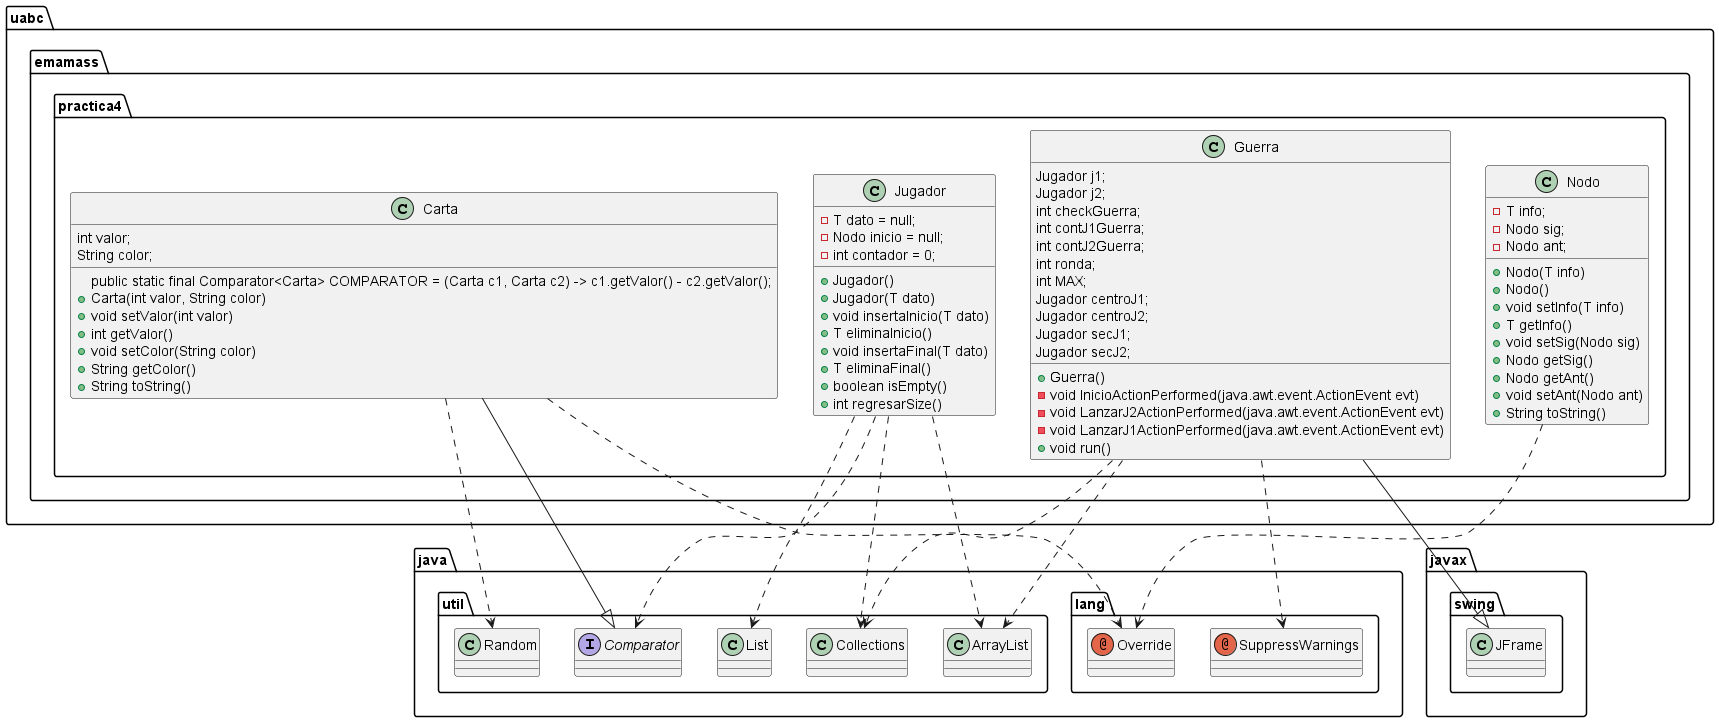 uabc
emamass
practica4
C Carta
int valor;
String color;
public static final Comparator<Carta> COMPARATOR = (Carta c1, Carta c2) -> c1.getValor() - c2.getValor();
Carta(int valor, String color)
void setValor(int valor)
int getValor()
void setColor(String color)
String getColor()
String toString()
C Jugador
T dato = null;
Nodo inicio = null;
int contador = 0;
Jugador()
Jugador(T dato)
void insertaInicio(T dato)
T eliminaInicio()
void insertaFinal(T dato)
T eliminaFinal()
boolean isEmpty()
int regresarSize()
C Guerra
Jugador j1;
Jugador j2;
int checkGuerra;
int contJ1Guerra;
int contJ2Guerra;
int ronda;
int MAX;
Jugador centroJ1;
Jugador centroJ2;
Jugador secJ1;
Jugador secJ2;
Guerra()
void InicioActionPerformed(java.awt.event.ActionEvent evt)
void LanzarJ2ActionPerformed(java.awt.event.ActionEvent evt)
void LanzarJ1ActionPerformed(java.awt.event.ActionEvent evt)
void run()
C Nodo
T info;
Nodo sig;
Nodo ant;
Nodo(T info)
Nodo()
void setInfo(T info)
T getInfo()
void setSig(Nodo sig)
Nodo getSig()
Nodo getAnt()
void setAnt(Nodo ant)
String toString()
java
util
C Random
I Comparator
C List
C Collections
C ArrayList
lang
@ Override
@ SuppressWarnings
javax
swing
C JFrame